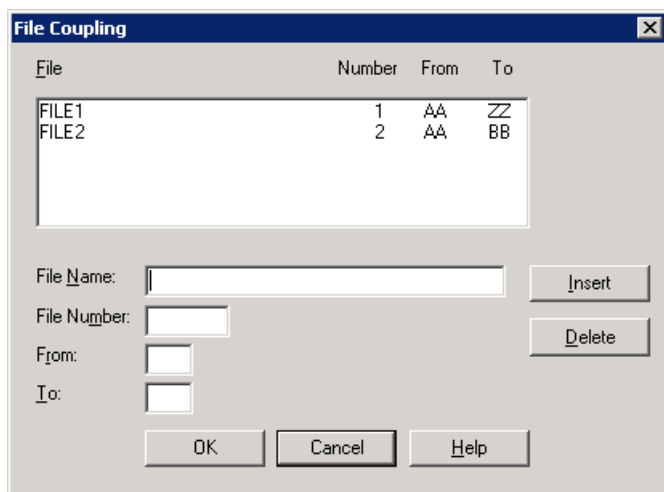 File Coupling
File Number From To
FILE1 1 AA ZZ
FILE2 2 AA BB
File Name:
Insert
File Number:
Delete
From:
To:
OK Cancel Help